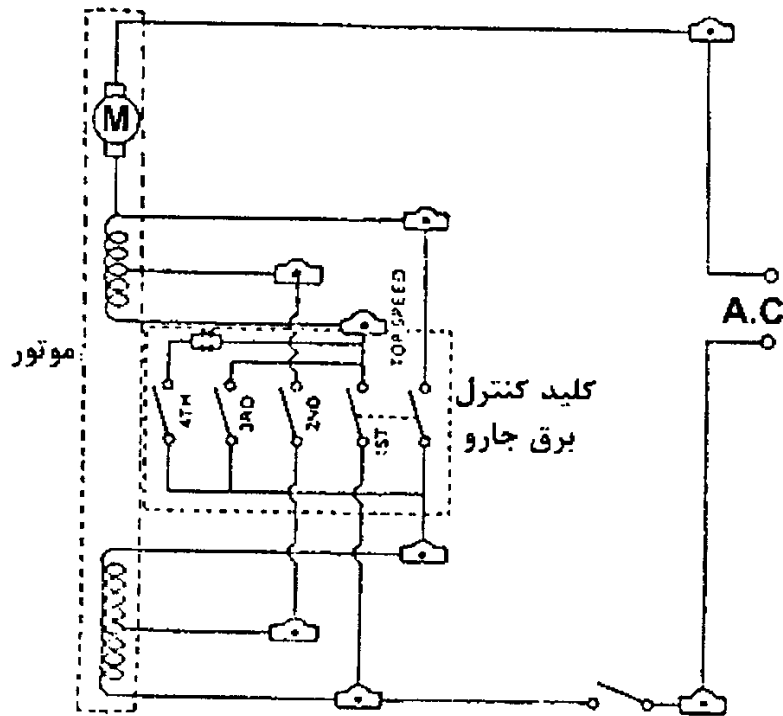 M
TOP SPEED
A.C
موتور
کلید کنترل
برق جارو
4TH
3RD
2ND
1ST